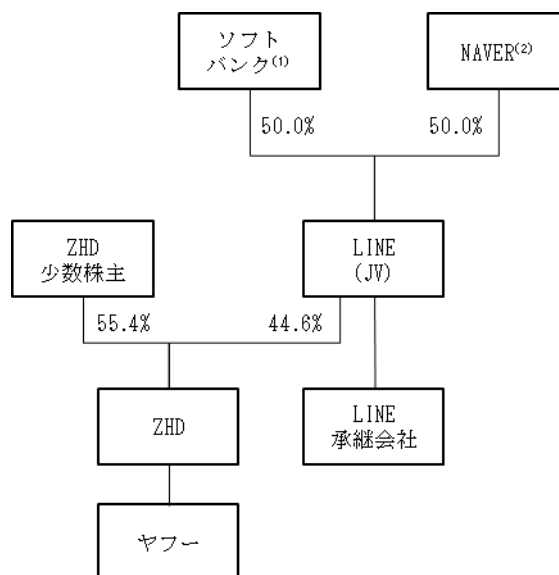 ソフト
バンク(1)
NAVER(2)
50.0%
50.0%
ZHD
少数株主
LINE
(JV)
55.4%
44.6%
ZHD
LINE
承継会社
ヤフー